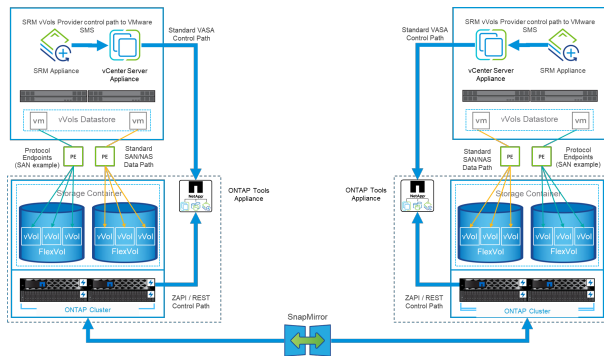 SRM vVols Provider control path to VMware
SMS
SRM Appliance
vCenter Server
Appliance
Standard VASA
Control Path
vm
vVols Datastore
vm
Protocol
Endpoints
(SAN example)
PE
PE
Standard
SAN/NAS
Data Path
Storage Container
vVol
vVol
vVol
FlexVol
vVol
vVol
vVol
FlexVol
NetApp
ONTAP Tools
Appliance
ZAPI / REST
Control Path
ONTAP Cluster
SnapMirror
SRM vVols Provider control path to VMware
SMS
Standard VASA
Control Path
vCenter Server
Appliance
SRM Appliance
vm
vVols Datastore
vm
Standard
SAN/NAS
Data Path
PE
PE
Protocol
Endpoints
(SAN example)
ONTAP Tools
Appliance
NetApp
Storage Container
vVol
vVol
vVol
FlexVol
vVol
vVol
vVol
FlexVol
ZAPI / REST
Control Path
ONTAP Cluster